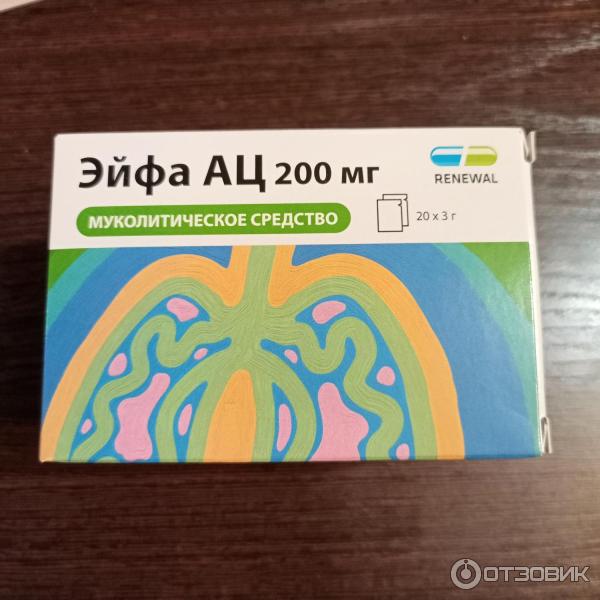 Эйфа АЦ 200 мг
RENEWAL
МУКОЛИТИЧЕСКОЕ СРЕДСТВО
20 х 3 г
ОТЗОВИК